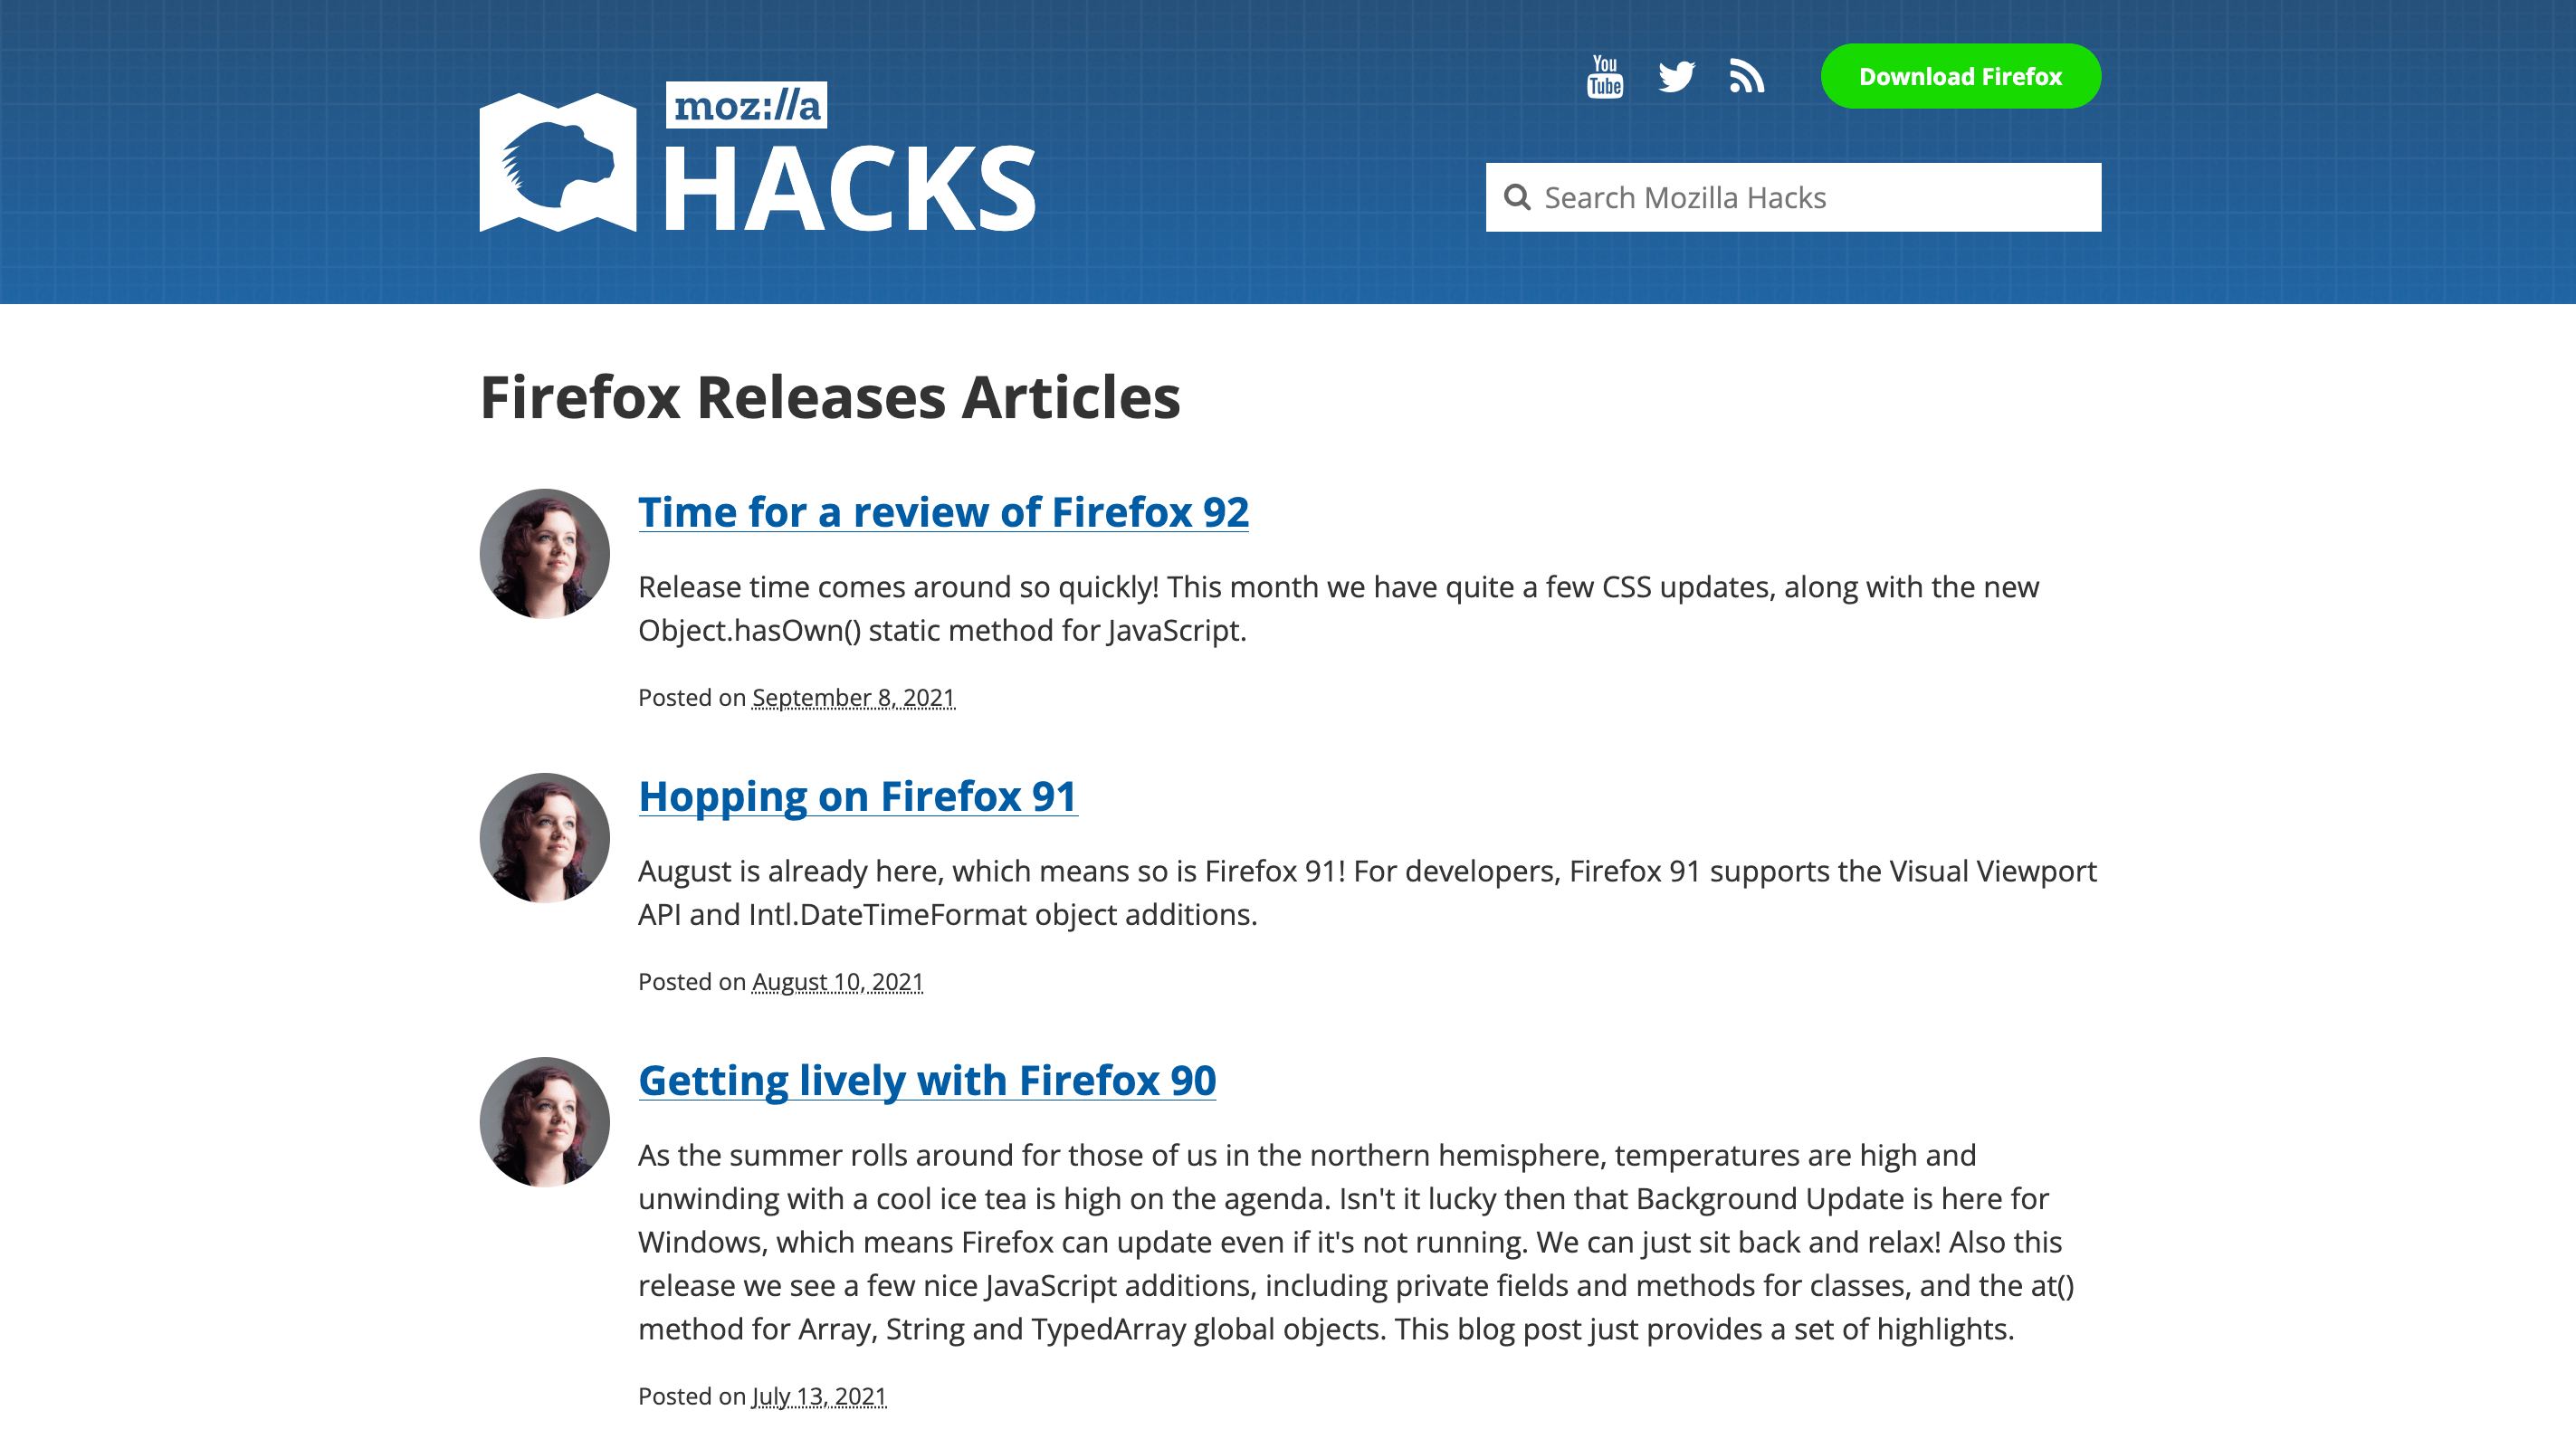 You
Tube
Download Firefox
moz://a
HACKS
Search Mozilla Hacks
Firefox Releases Articles
Time for a review of Firefox 92
Release time comes around so quickly! This month we have quite a few CSS updates, along with the new
Object.hasOwn() static method for JavaScript.
Posted on September 8, 2021
Hopping on Firefox 91
August is already here, which means so is Firefox 91! For developers, Firefox 91 supports the Visual Viewport
API and Intl.DateTimeFormat object additions.
Posted on August 10, 2021
Getting lively with Firefox 90
As the summer rolls around for those of us in the northern hemisphere, temperatures are high and
unwinding with a cool ice tea is high on the agenda. Isn't it lucky then that Background Update is here for
Windows, which means Firefox can update even if it's not running. We can just sit back and relax! Also this
release we see a few nice JavaScript additions, including private fields and methods for classes, and the at()
method for Array, String and TypedArray global objects. This blog post just provides a set of highlights.
Posted on July 13, 2021